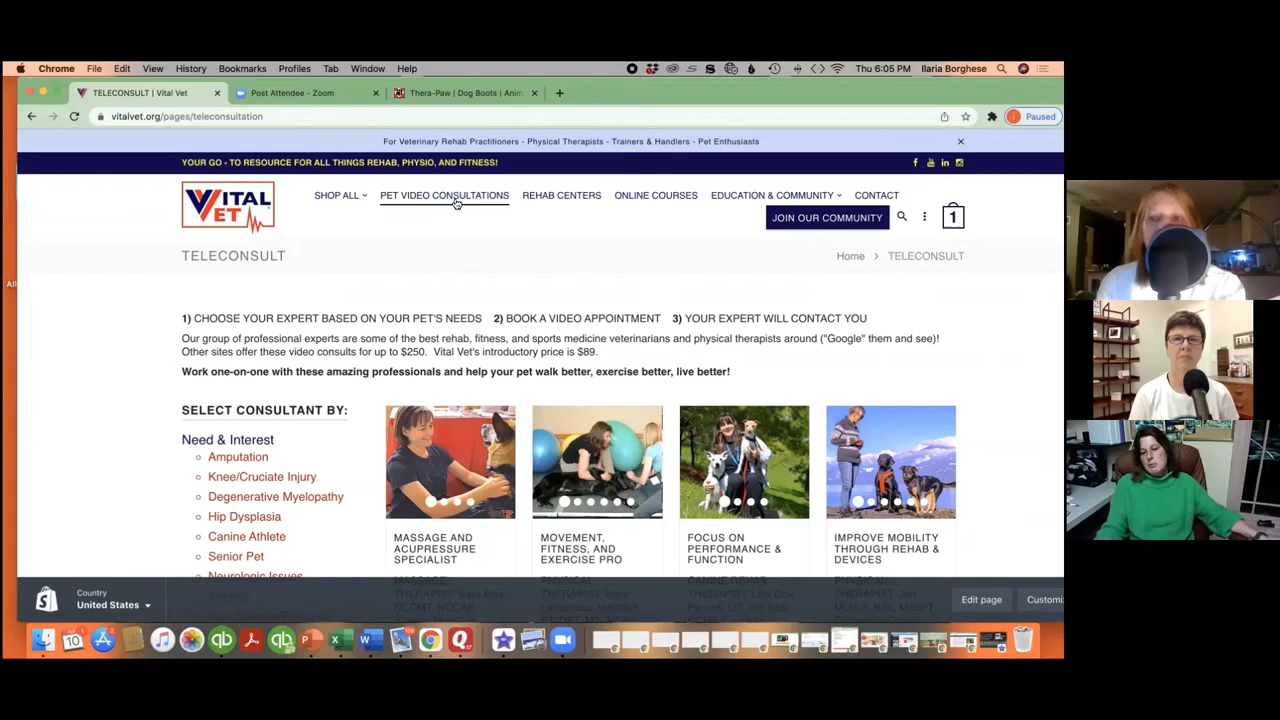 Chrome File Edit View History Bookmarks Profiles Tab Window Help Thu 6:05 PM Ilaria Borghese
TELECONSULT | Vital Vet Post Attendee - Zoom Thera-Paw | Dog Boots | Anim
vitalvet.org/pages/teleconsultation Paused
For Veterinary Rehab Practitioners - Physical Therapists - Trainers & Handlers - Pet Enthusiasts
YOUR GO - TO RESOURCE FOR ALL THINGS REHAB, PHYSIO, AND FITNESS!
VITAL
VET
SHOP ALL PET VIDEO CONSULTATIONS REHAB CENTERS ONLINE COURSES EDUCATION & COMMUNITY CONTACT
JOIN OUR COMMUNITY 1
TELECONSULT Home > TELECONSULT
All
1) CHOOSE YOUR EXPERT BASED ON YOUR PET'S NEEDS 2) BOOK A VIDEO APPOINTMENT 3) YOUR EXPERT WILL CONTACT YOU
Our group of professional experts are some of the best rehab, fitness, and sports medicine veterinarians and physical therapists around ("Google" them and see)!
Other sites offer these video consults for up to $250. Vital Vet's introductory price is $89.
Work one-on-one with these amazing professionals and help your pet walk better, exercise better, live better!
SELECT CONSULTANT BY:
Need & Interest
Amputation
Knee/Cruciate Injury
Degenerative Myelopathy
Hip Dysplasia
Canine Athlete
Senior Pet
Neurologic Issues
MASSAGE AND
ACUPRESSURE
SPECIALIST
MOVEMENT,
FITNESS, AND
EXERCISE PRO
FOCUS ON
PERFORMANCE &
FUNCTION
IMPROVE MOBILITY
THROUGH REHAB &
DEVICES
Country
United States
Edit page Customi